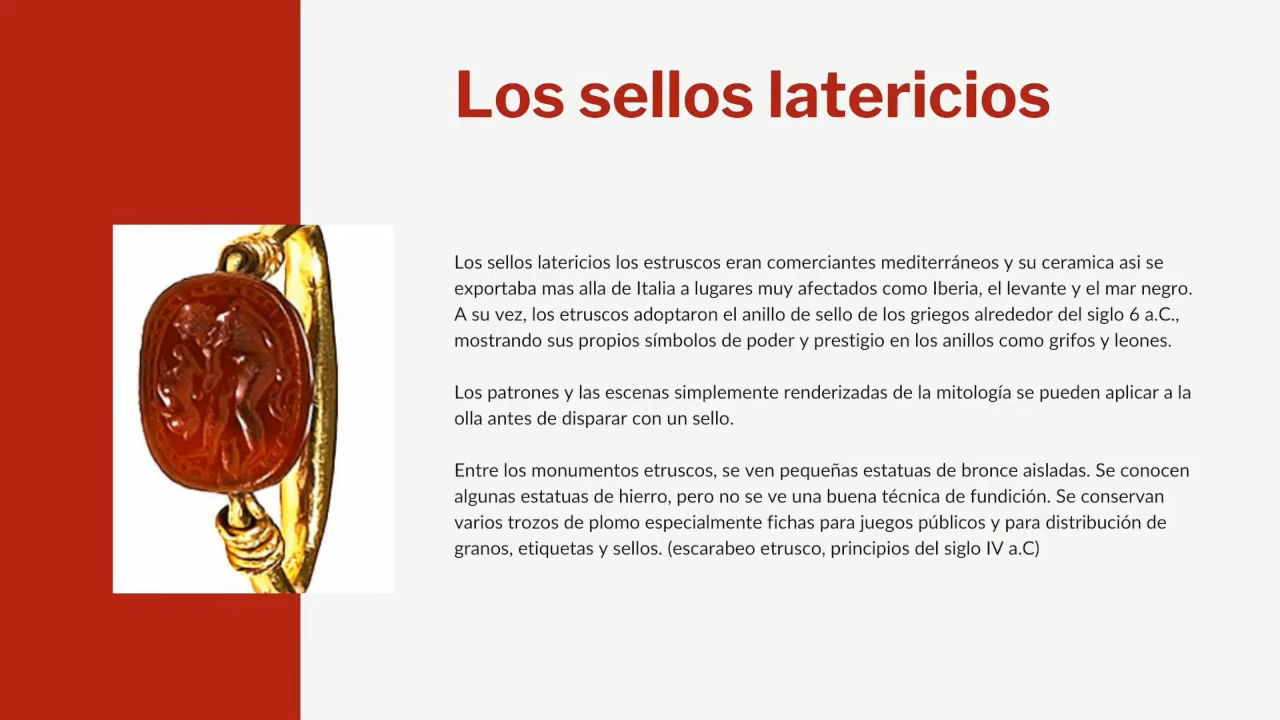 Los sellos latericios
Los sellos latericios los estruscos eran comerciantes mediterráneos y su ceramica asi se
exportaba mas alla de Italia a lugares muy afectados como Iberia, el levante y el mar negro.
A su vez, los etruscos adoptaron el anillo de sello de los griegos alrededor del siglo 6 a.C.,
mostrando sus propios símbolos de poder y prestigio en los anillos como grifos y leones.
Los patrones y las escenas simplemente renderizadas de la mitología se pueden aplicar a la
olla antes de disparar con un sello.
Entre los monumentos etruscos, se ven pequeñas estatuas de bronce aisladas. Se conocen
algunas estatuas de hierro, pero no se ve una buena técnica de fundición. Se conservan
varios trozos de plomo especialmente fichas para juegos públicos y para distribución de
granos, etiquetas y sellos. (escarabeo etrusco, principios del siglo IV a.C)